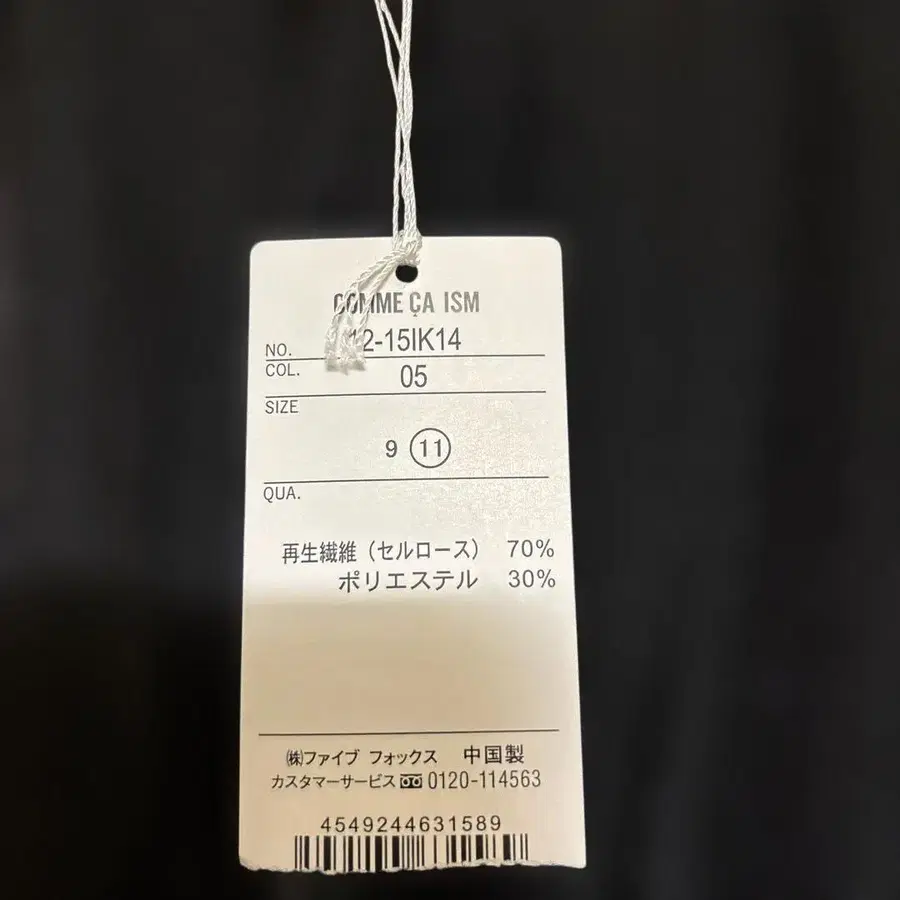 COMME ÇA ISM
NO. 12-15IK14
COL. 05
SIZE
9 11
QUA.
再生繊維（セルロース） 70%
ポリエステル 30%
㈱ファイブ フォックス 中国製
カスタマーサービス 0120-114563
4549244631589